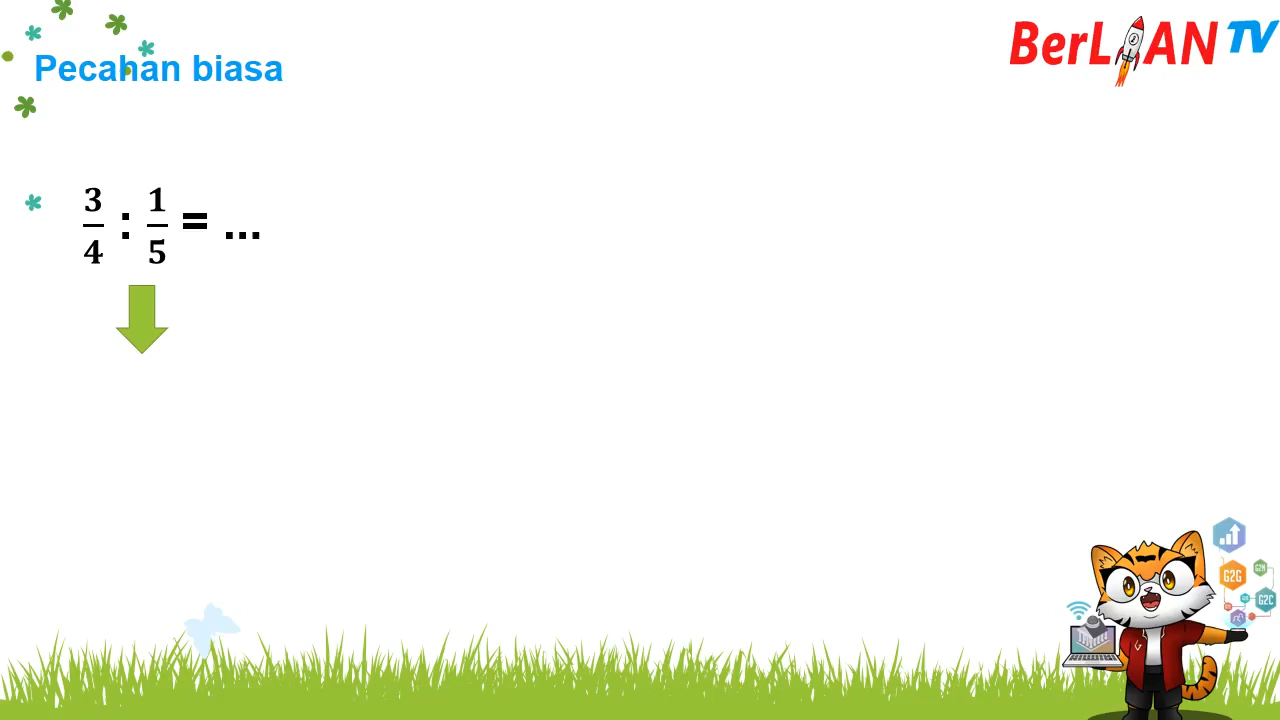 BerLIAN TV
Pecahan biasa
3/4 : 1/5 = ...
G2G
G2C